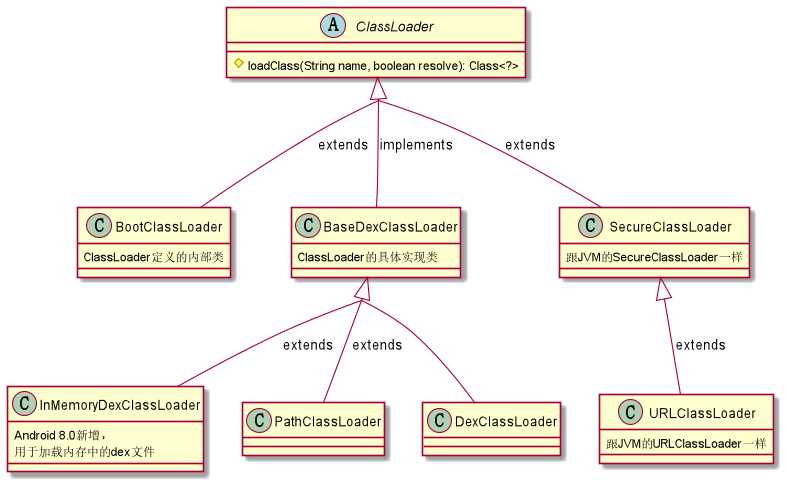 A ClassLoader
loadClass(String name, boolean resolve): Class<?>
extends
implements
extends
C BootClassLoader
ClassLoader定义的内部类
C BaseDexClassLoader
ClassLoader的具体实现类
C SecureClassLoader
跟JVM的SecureClassLoader一样
extends
extends
extends
C InMemoryDexClassLoader
Android 8.0新增，
用于加载内存中的dex文件
C PathClassLoader
C DexClassLoader
C URLClassLoader
跟JVM的URLClassLoader一样